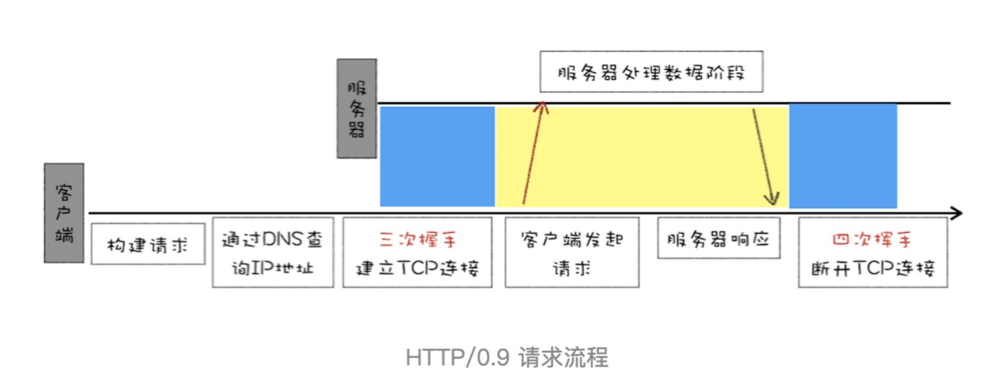 服务器处理数据阶段
服务器
客户端
构建请求
通过DNS查
询IP地址
三次握手
建立TCP连接
客户端发起
请求
服务器响应
四次挥手
断开TCP连接
HTTP/0.9 请求流程